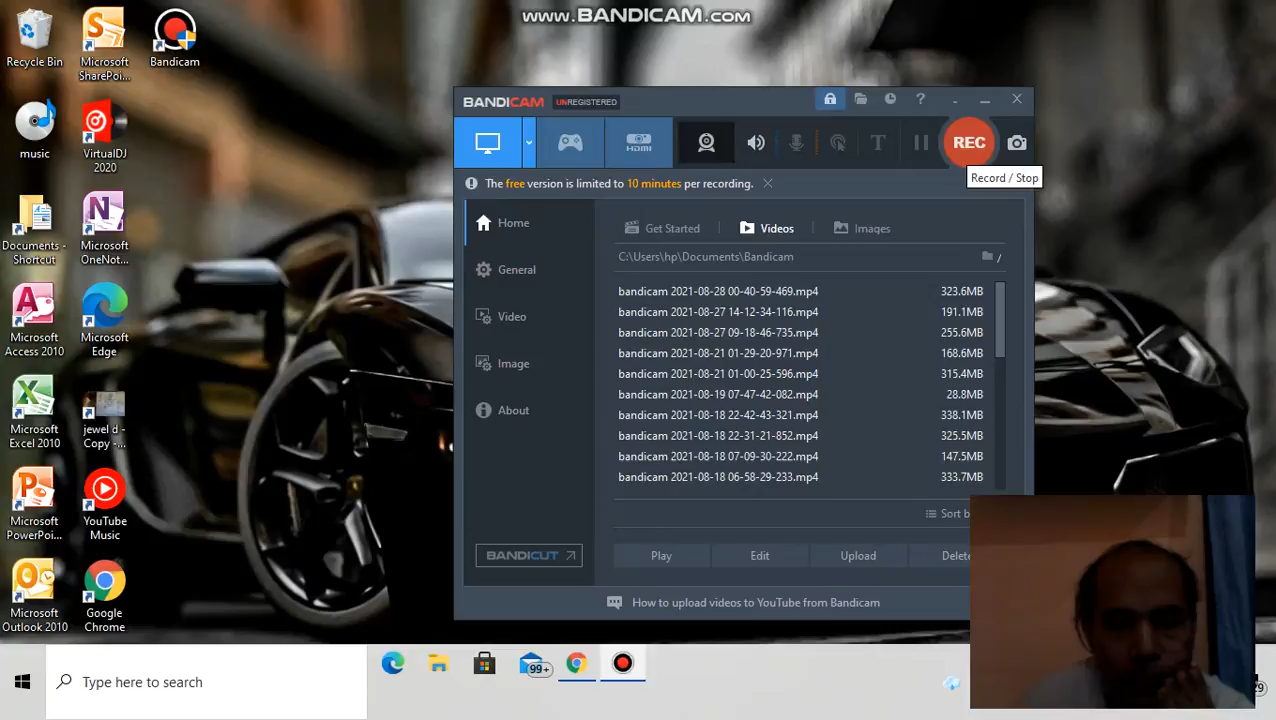 www.BANDICAM.com
Recycle Bin
Microsoft
SharePoi...
Bandicam
music
VirtualDJ
2020
Documents -
Shortcut
Microsoft
OneNot...
Microsoft
Access 2010
Microsoft
Edge
Microsoft
Excel 2010
jewel d -
Copy -...
Microsoft
PowerPoi...
YouTube
Music
Microsoft
Outlook 2010
Google
Chrome
BANDICAM UNREGISTERED
HDMI
REC
Record / Stop
The free version is limited to 10 minutes per recording.
Home
General
Video
Image
About
BANDICUT
Get Started
Videos
Images
C:\Users\hp\Documents\Bandicam
/
bandicam 2021-08-28 00-40-59-469.mp4 323.6MB
bandicam 2021-08-27 14-12-34-116.mp4 191.1MB
bandicam 2021-08-27 09-18-46-735.mp4 255.6MB
bandicam 2021-08-21 01-29-20-971.mp4 168.6MB
bandicam 2021-08-21 01-00-25-596.mp4 315.4MB
bandicam 2021-08-19 07-47-42-082.mp4 28.8MB
bandicam 2021-08-18 22-42-43-321.mp4 338.1MB
bandicam 2021-08-18 22-31-21-852.mp4 325.5MB
bandicam 2021-08-18 07-09-30-222.mp4 147.5MB
bandicam 2021-08-18 06-58-29-233.mp4 333.7MB
Sort b
Play
Edit
Upload
Delete
How to upload videos to YouTube from Bandicam
Type here to search
99+